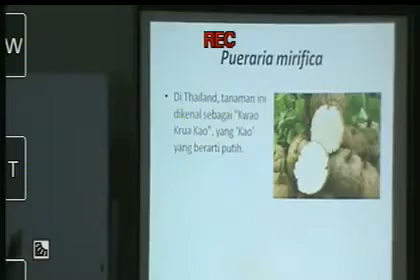 W
T
REC
Pueraria mirifica
• Di Thailand, tanaman ini
dikenal sebagai "Kwao
Krua Kao", yang 'Kao'
yang berarti putih.